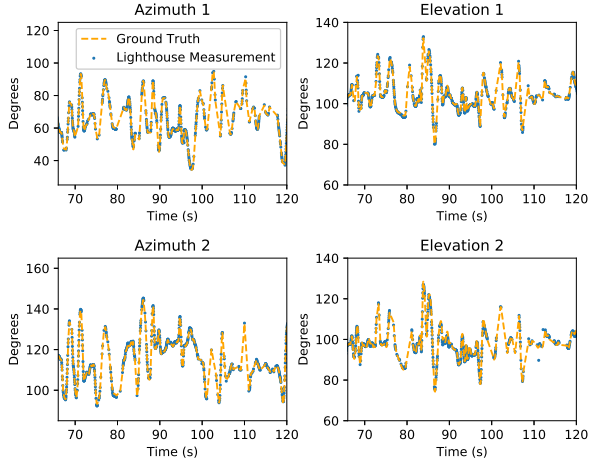 Azimuth 1
Elevation 1
Degrees
120
100
80
60
40
Ground Truth
Lighthouse Measurement
70 80 90 100 110 120
Time (s)
Degrees
140
120
100
80
60
70 80 90 100 110 120
Time (s)
Azimuth 2
Elevation 2
Degrees
160
140
120
100
70 80 90 100 110 120
Time (s)
Degrees
140
120
100
80
60
70 80 90 100 110 120
Time (s)